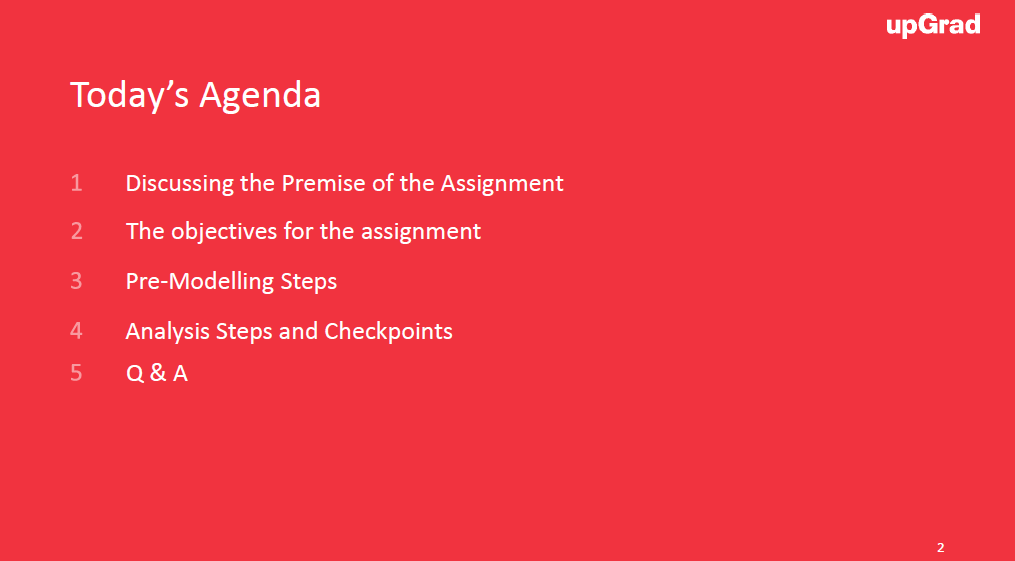 upGrad
Today’s Agenda
1 Discussing the Premise of the Assignment
2 The objectives for the assignment
3 Pre-Modelling Steps
4 Analysis Steps and Checkpoints
5 Q & A
2